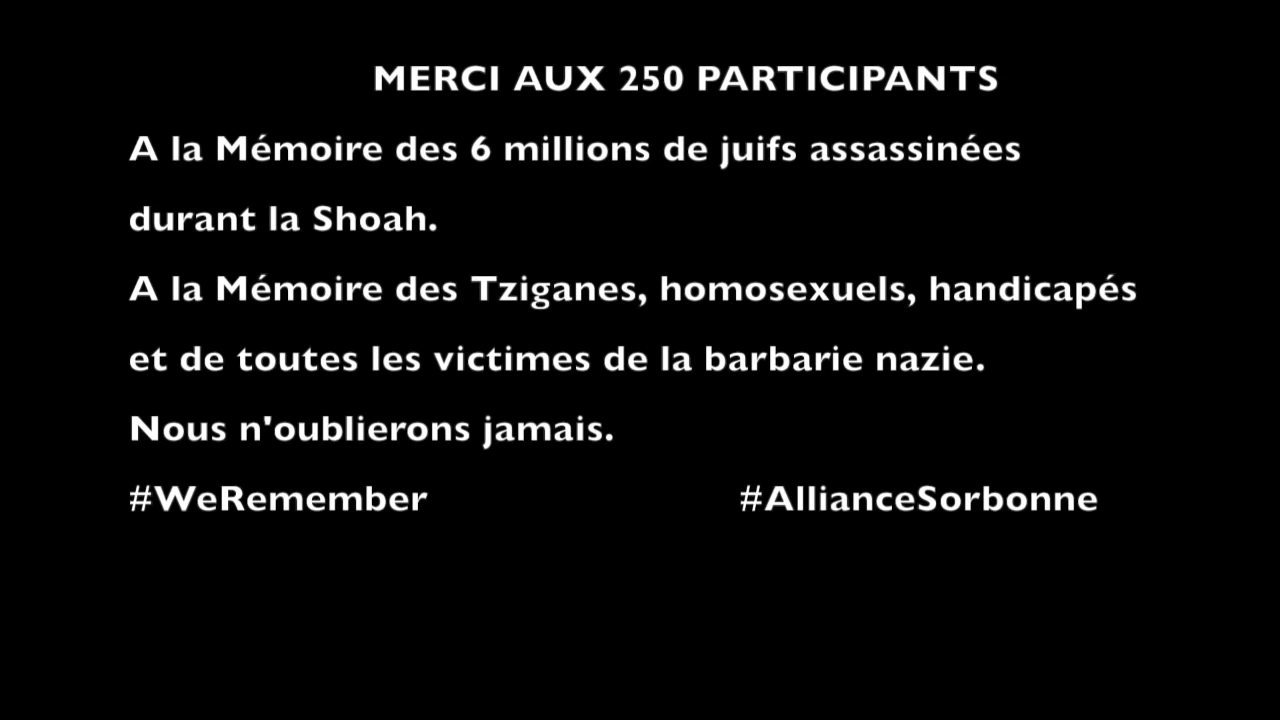 MERCI AUX 250 PARTICIPANTS
A la Mémoire des 6 millions de juifs assassinées
durant la Shoah.
A la Mémoire des Tziganes, homosexuels, handicapés
et de toutes les victimes de la barbarie nazie.
Nous n'oublierons jamais.
#WeRemember #AllianceSorbonne